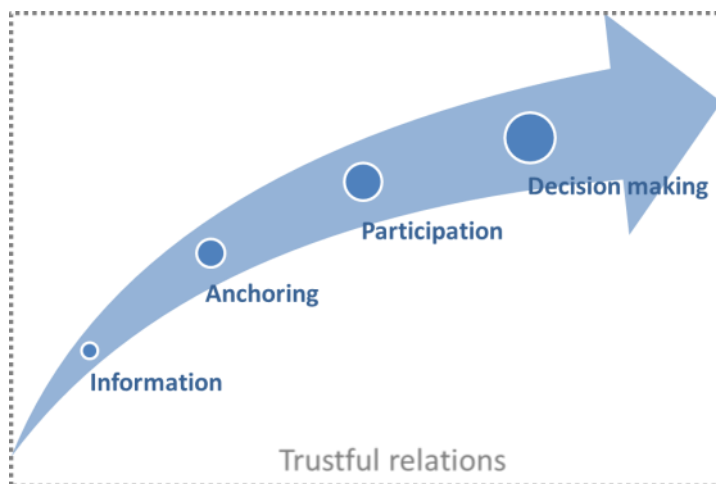 Decision making
Participation
Anchoring
Information
Trustful relations